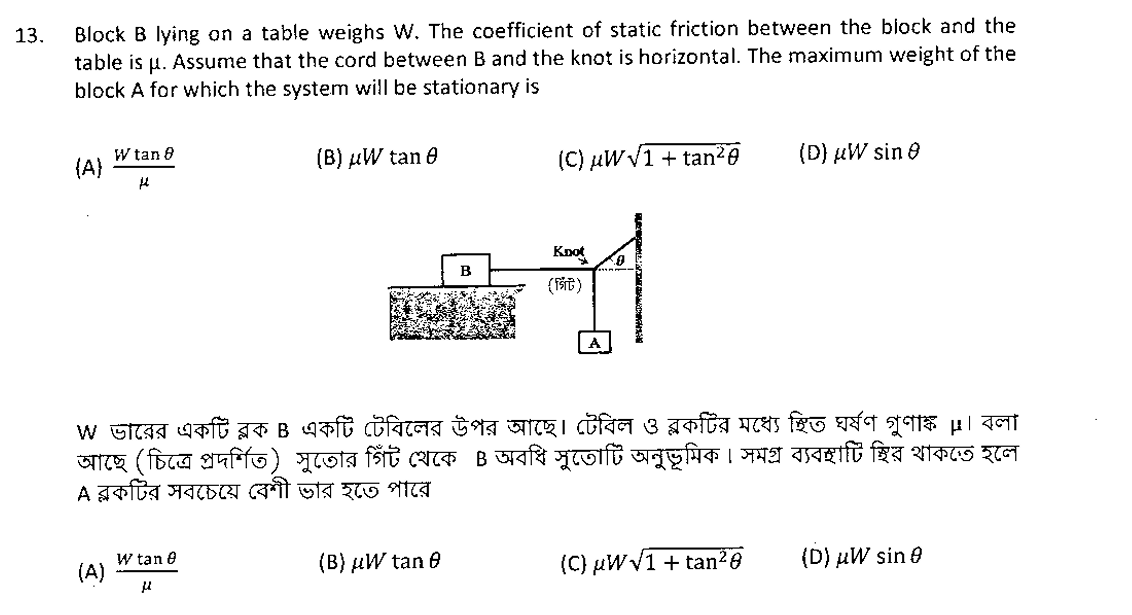 13. Block B lying on a table weighs W. The coefficient of static friction between the block and the
table is μ. Assume that the cord between B and the knot is horizontal. The maximum weight of the
block A for which the system will be stationary is
(A) W tan θ / μ (B) μW tan θ (C) μW√(1 + tan²θ) (D) μW sin θ
Knot
θ
B
(গিঁট)
A
W ভারের একটি ব্লক B একটি টেবিলের উপর আছে। টেবিল ও ব্লকটির মধ্যে স্থিত ঘর্ষণ গুণাঙ্ক μ। বলা
আছে (চিত্রে প্রদর্শিত) সুতোর গিঁট থেকে B অবধি সুতোটি অনুভূমিক। সমগ্র ব্যবস্থাটি স্থির থাকতে হলে
A ব্লকটির সবচেয়ে বেশী ভার হতে পারে
(A) W tan θ / μ (B) μW tan θ (C) μW√(1 + tan²θ) (D) μW sin θ